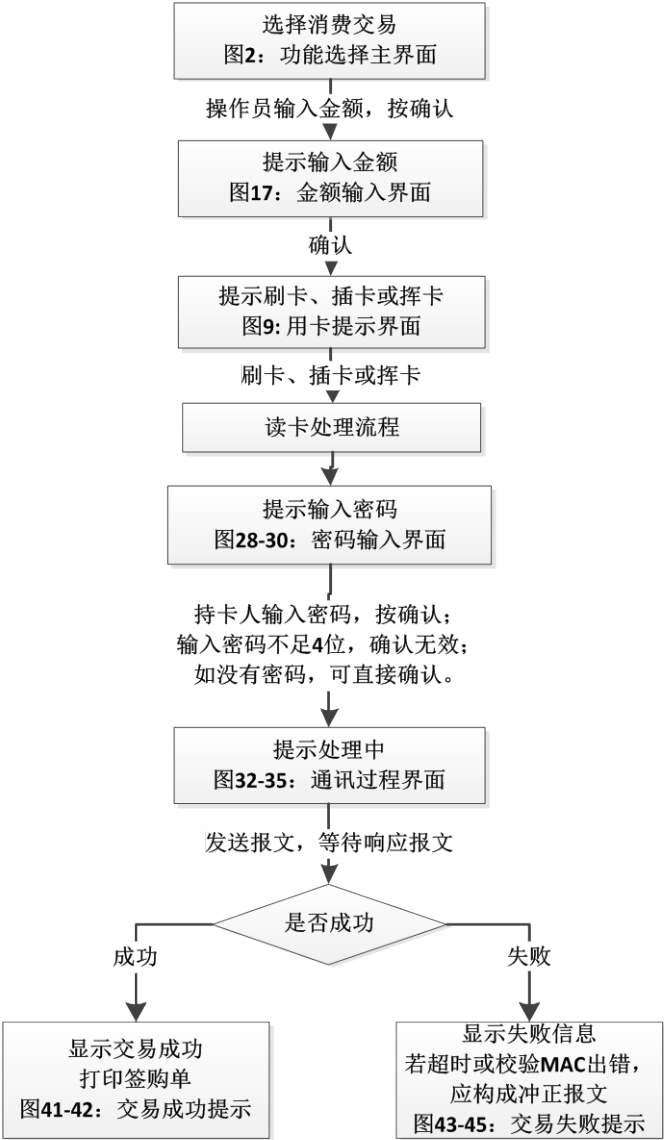 选择消费交易
图2：功能选择主界面
操作员输入金额，按确认
提示输入金额
图17：金额输入界面
确认
提示刷卡、插卡或挥卡
图9: 用卡提示界面
刷卡、插卡或挥卡
读卡处理流程
提示输入密码
图28-30：密码输入界面
持卡人输入密码，按确认；
输入密码不足4位，确认无效；
如没有密码，可直接确认。
提示处理中
图32-35：通讯过程界面
发送报文，等待响应报文
是否成功
成功
失败
显示交易成功
打印签购单
图41-42：交易成功提示
显示失败信息
若超时或校验MAC出错，
应构成冲正报文
图43-45：交易失败提示